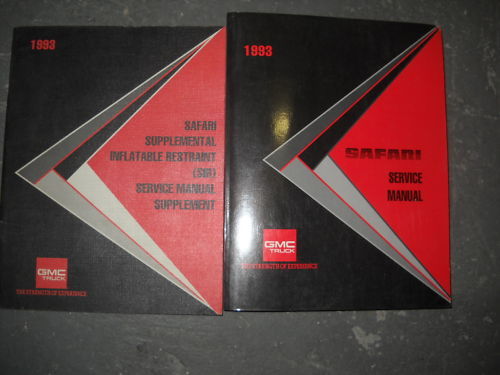 1993
SAFARI
SUPPLEMENTAL
INFLATABLE RESTRAINT
(SIR)
SERVICE MANUAL
SUPPLEMENT
GMC
TRUCK
THE STRENGTH OF EXPERIENCE
1993
SAFARI
SERVICE
MANUAL
GMC
TRUCK
THE STRENGTH OF EXPERIENCE